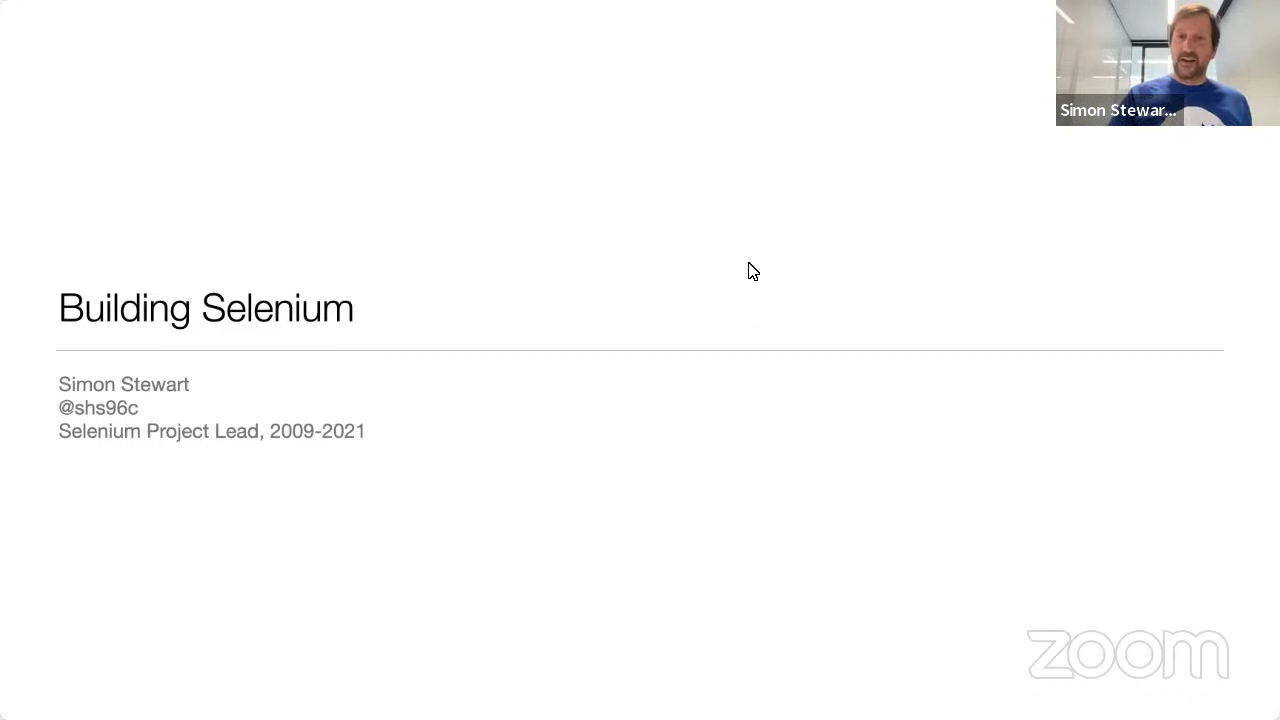 Simon Stewar...
Building Selenium
Simon Stewart
@shs96c
Selenium Project Lead, 2009-2021
zoom